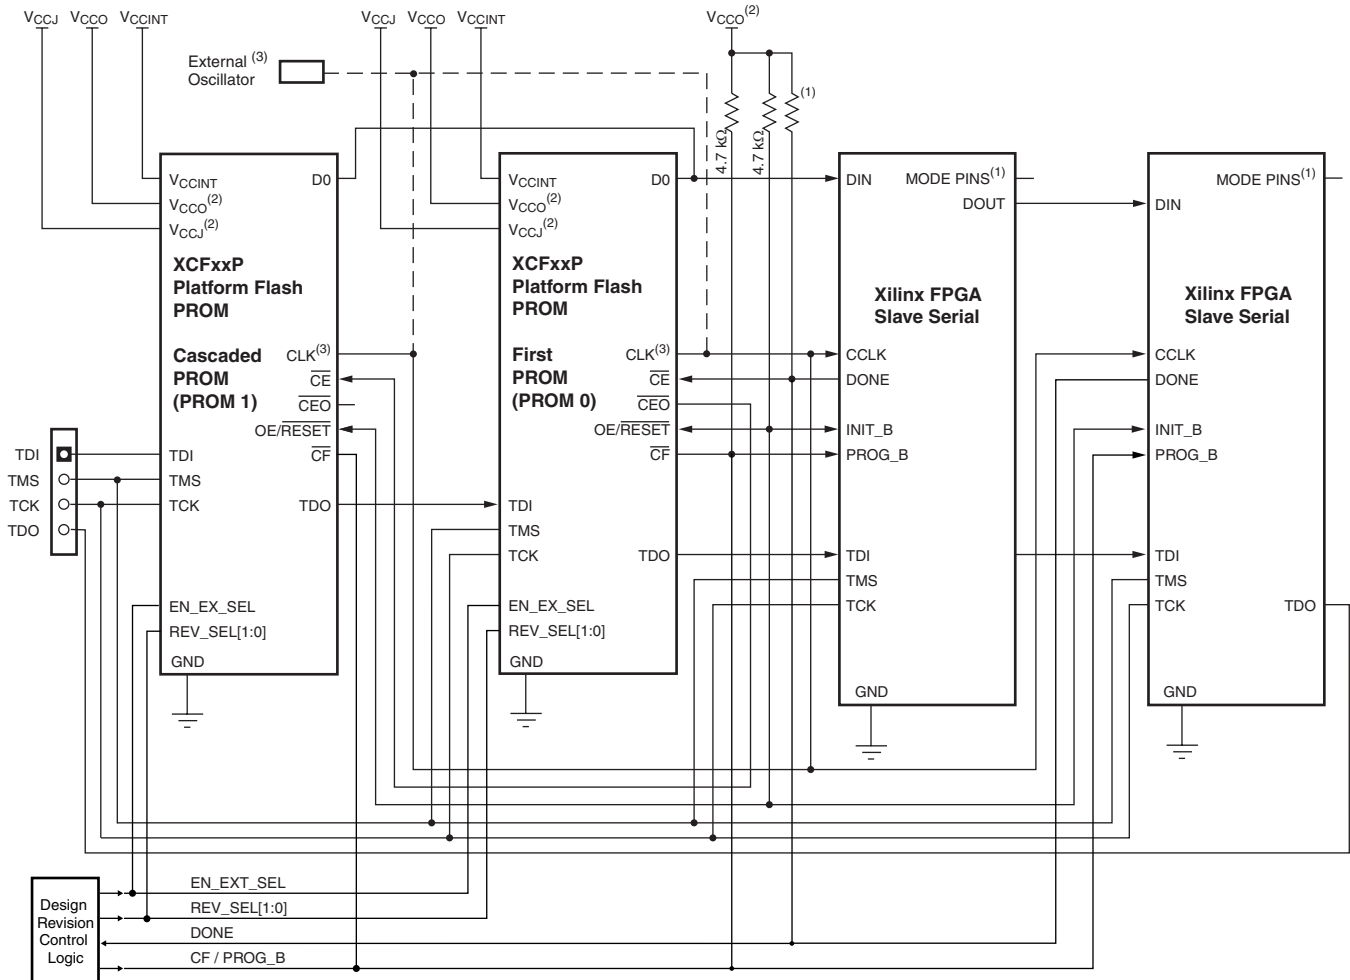 VCCJ VCCO VCCINT
VCCJ VCCO VCCINT
VCCO(2)
External (3)
Oscillator
(1)
4.7 kΩ
4.7 kΩ
VCCINT
VCCO(2)
VCCJ(2)
D0
XCFxxP
Platform Flash
PROM
Cascaded
PROM
(PROM 1)
CLK(3)
CE
CEO
OE/RESET
CF
TDI
TMS
TCK
TDO
EN_EX_SEL
REV_SEL[1:0]
GND
VCCINT
VCCO(2)
VCCJ(2)
D0
XCFxxP
Platform Flash
PROM
First
PROM
(PROM 0)
CLK(3)
CE
CEO
OE/RESET
CF
TDI
TMS
TCK
TDO
EN_EX_SEL
REV_SEL[1:0]
GND
DIN
MODE PINS(1)
DOUT
Xilinx FPGA
Slave Serial
CCLK
DONE
INIT_B
PROG_B
TDI
TMS
TCK
GND
MODE PINS(1)
DIN
Xilinx FPGA
Slave Serial
CCLK
DONE
INIT_B
PROG_B
TDI
TMS
TCK
TDO
GND
TDI
TMS
TCK
TDO
Design
Revision
Control
Logic
EN_EXT_SEL
REV_SEL[1:0]
DONE
CF / PROG_B